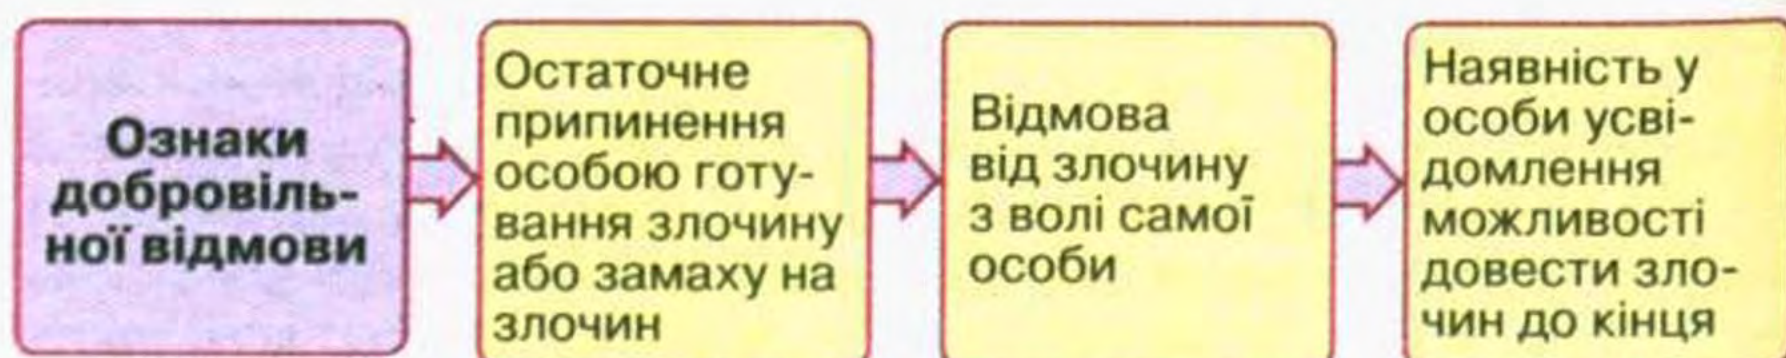 Ознаки
добровіль-
ної відмови
Остаточне
припинення
особою готу-
вання злочину
або замаху на
злочин
Відмова
від злочину
з волі самої
особи
Наявність у
особи усві-
домлення
можливості
довести зло-
чин до кінця